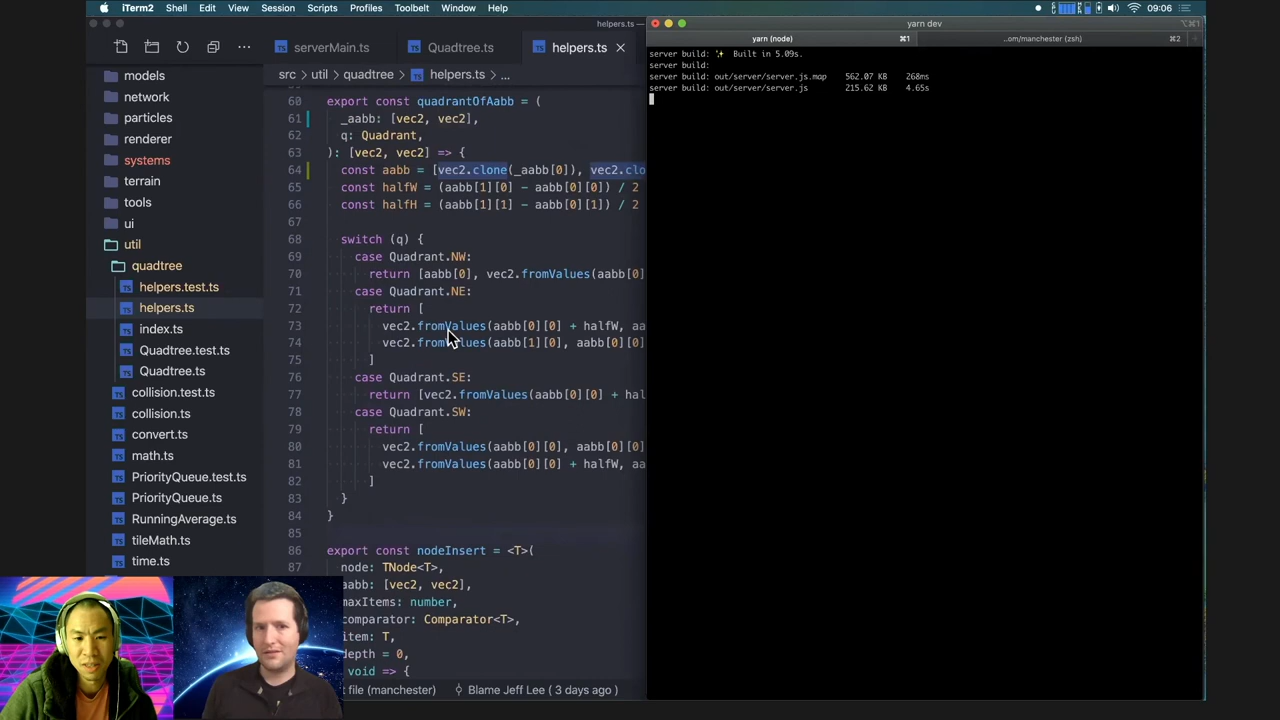 iTerm2 Shell Edit View Session Scripts Profiles Toolbelt Window Help 09:06
helpers.ts —
yarn dev
⌥⌘1
serverMain.ts Quadtree.ts helpers.ts
yarn (node) ⌘1 ...om/manchester (zsh) ⌘2
src › util › quadtree › helpers.ts › ...
server build: ✨ Built in 5.09s.
server build:
server build: out/server/server.js.map 562.07 KB 268ms
server build: out/server/server.js 215.62 KB 4.65s
models
network
particles
renderer
systems
terrain
tools
ui
util
quadtree
helpers.test.ts
helpers.ts
index.ts
Quadtree.test.ts
Quadtree.ts
collision.test.ts
collision.ts
convert.ts
math.ts
PriorityQueue.test.ts
PriorityQueue.ts
RunningAverage.ts
tileMath.ts
time.ts
60 export const quadrantOfAabb = (
61 _aabb: [vec2, vec2],
62 q: Quadrant,
63 ): [vec2, vec2] => {
64 const aabb = [vec2.clone(_aabb[0]), vec2.clo
65 const halfW = (aabb[1][0] - aabb[0][0]) / 2
66 const halfH = (aabb[1][1] - aabb[0][1]) / 2
67
68 switch (q) {
69 case Quadrant.NW:
70 return [aabb[0], vec2.fromValues(aabb[0]
71 case Quadrant.NE:
72 return [
73 vec2.fromValues(aabb[0][0] + halfW, aa
74 vec2.fromValues(aabb[1][0], aabb[0][0]
75 ]
76 case Quadrant.SE:
77 return [vec2.fromValues(aabb[0][0] + hal
78 case Quadrant.SW:
79 return [
80 vec2.fromValues(aabb[0][0], aabb[0][0]
81 vec2.fromValues(aabb[0][0] + halfW, aa
82 ]
83 }
84 }
85
86 export const nodeInsert = <T>(
87 node: TNode<T>,
aabb: [vec2, vec2],
maxItems: number,
comparator: Comparator<T>,
item: T,
depth = 0,
void => {
file (manchester) Blame Jeff Lee ( 3 days ago )